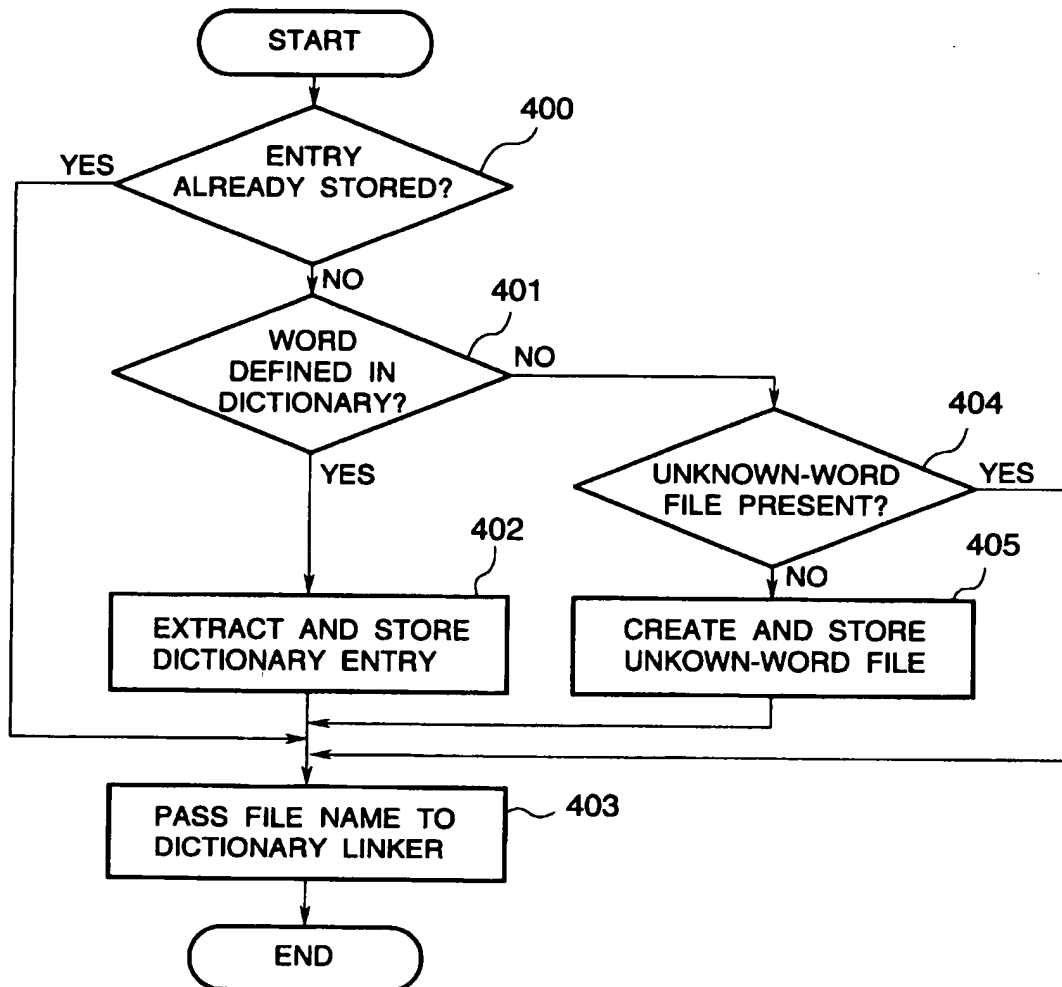 START
400
YES
ENTRY
ALREADY STORED?
NO
401
WORD
DEFINED IN
DICTIONARY?
NO
404
YES
UNKNOWN-WORD
FILE PRESENT?
YES
402
NO
405
EXTRACT AND STORE
DICTIONARY ENTRY
CREATE AND STORE
UNKOWN-WORD FILE
PASS FILE NAME TO
DICTIONARY LINKER
403
END